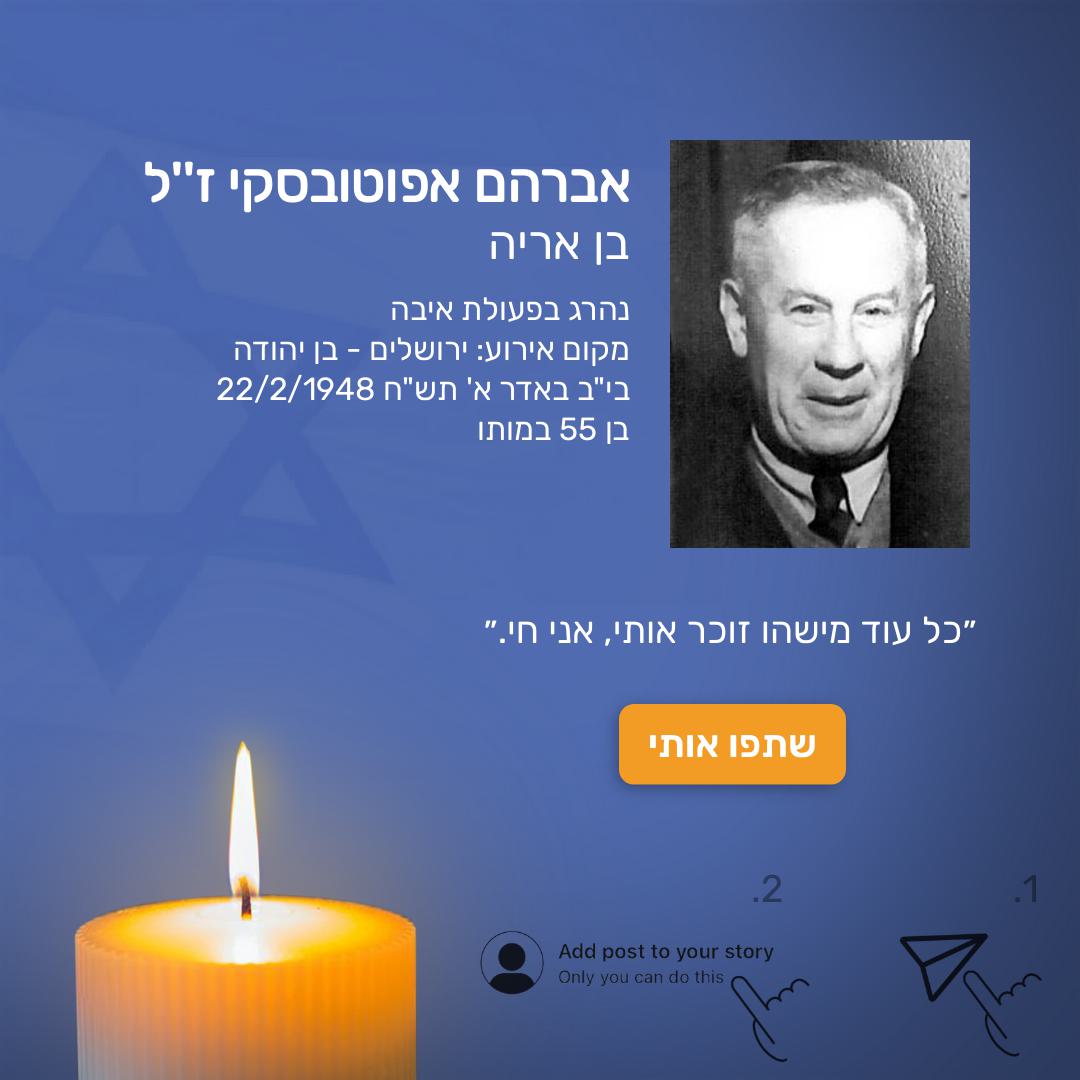 אברהם אפוטובסקי ז"ל
בן אריה
נהרג בפעולת איבה
מקום אירוע: ירושלים - בן יהודה
בי"ב באדר א' תש"ח 22/2/1948
בן 55 במותו
״כל עוד מישהו זוכר אותי, אני חי.״
שתפו אותי
1.
2.
Add post to your story
Only you can do this